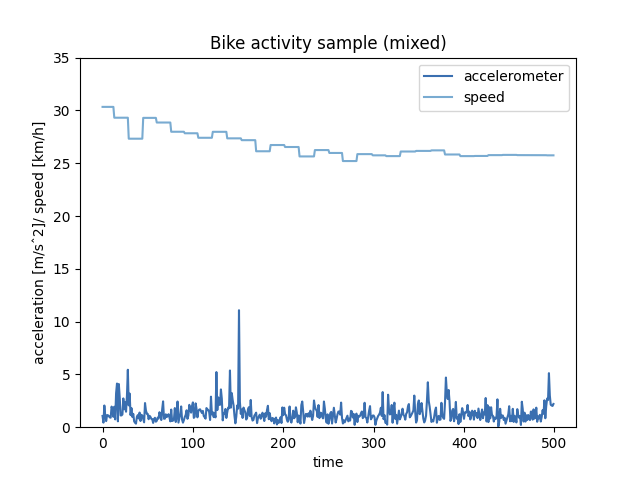 Bike activity sample (mixed)
accelerometer
speed
35
30
25
20
15
10
5
0
acceleration [m/sˆ2]/ speed [km/h]
0 100 200 300 400 500
time